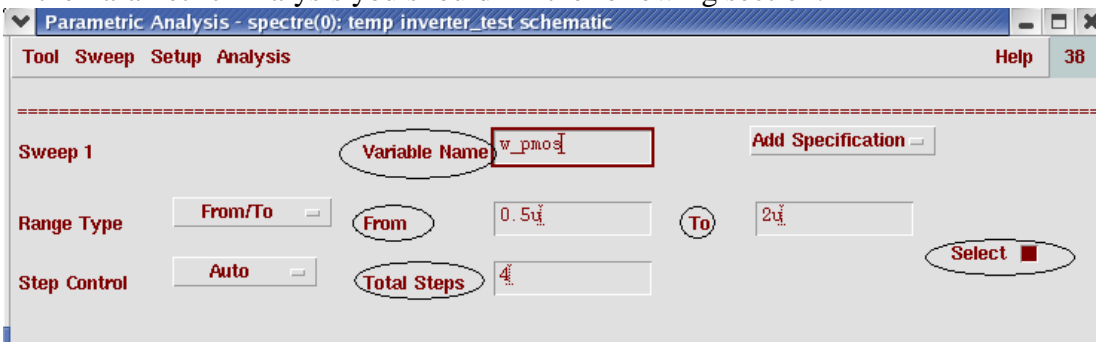 Parametric Analysis - spectre(0): temp inverter_test schematic
Tool Sweep Setup Analysis Help 38
Sweep 1 Variable Name w_pmos Add Specification
Range Type From/To From 0.5u To 2u
Select
Step Control Auto Total Steps 4